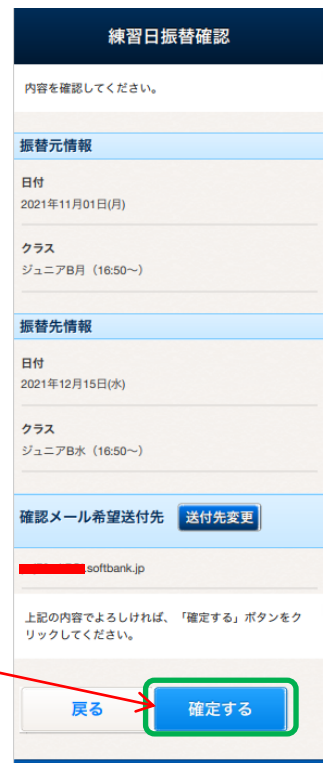 練習日振替確認
内容を確認してください。
振替元情報
日付
2021年11月01日(月)
クラス
ジュニアB月（16:50～）
振替先情報
日付
2021年12月15日(水)
クラス
ジュニアB水（16:50～）
確認メール希望送付先 送付先変更
.softbank.jp
上記の内容でよろしければ、「確定する」ボタンをク
リックしてください。
戻る 確定する